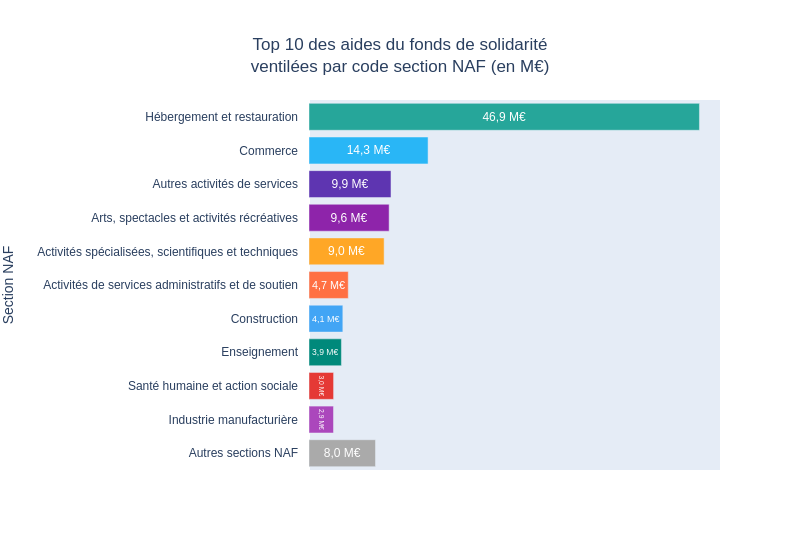 Top 10 des aides du fonds de solidarité
ventilées par code section NAF (en M€)
Section NAF
Hébergement et restauration 46,9 M€
Commerce 14,3 M€
Autres activités de services 9,9 M€
Arts, spectacles et activités récréatives 9,6 M€
Activités spécialisées, scientifiques et techniques 9,0 M€
Activités de services administratifs et de soutien 4,7 M€
Construction 4,1 M€
Enseignement 3,9 M€
Santé humaine et action sociale 3,0 M€
Industrie manufacturière 2,9 M€
Autres sections NAF 8,0 M€